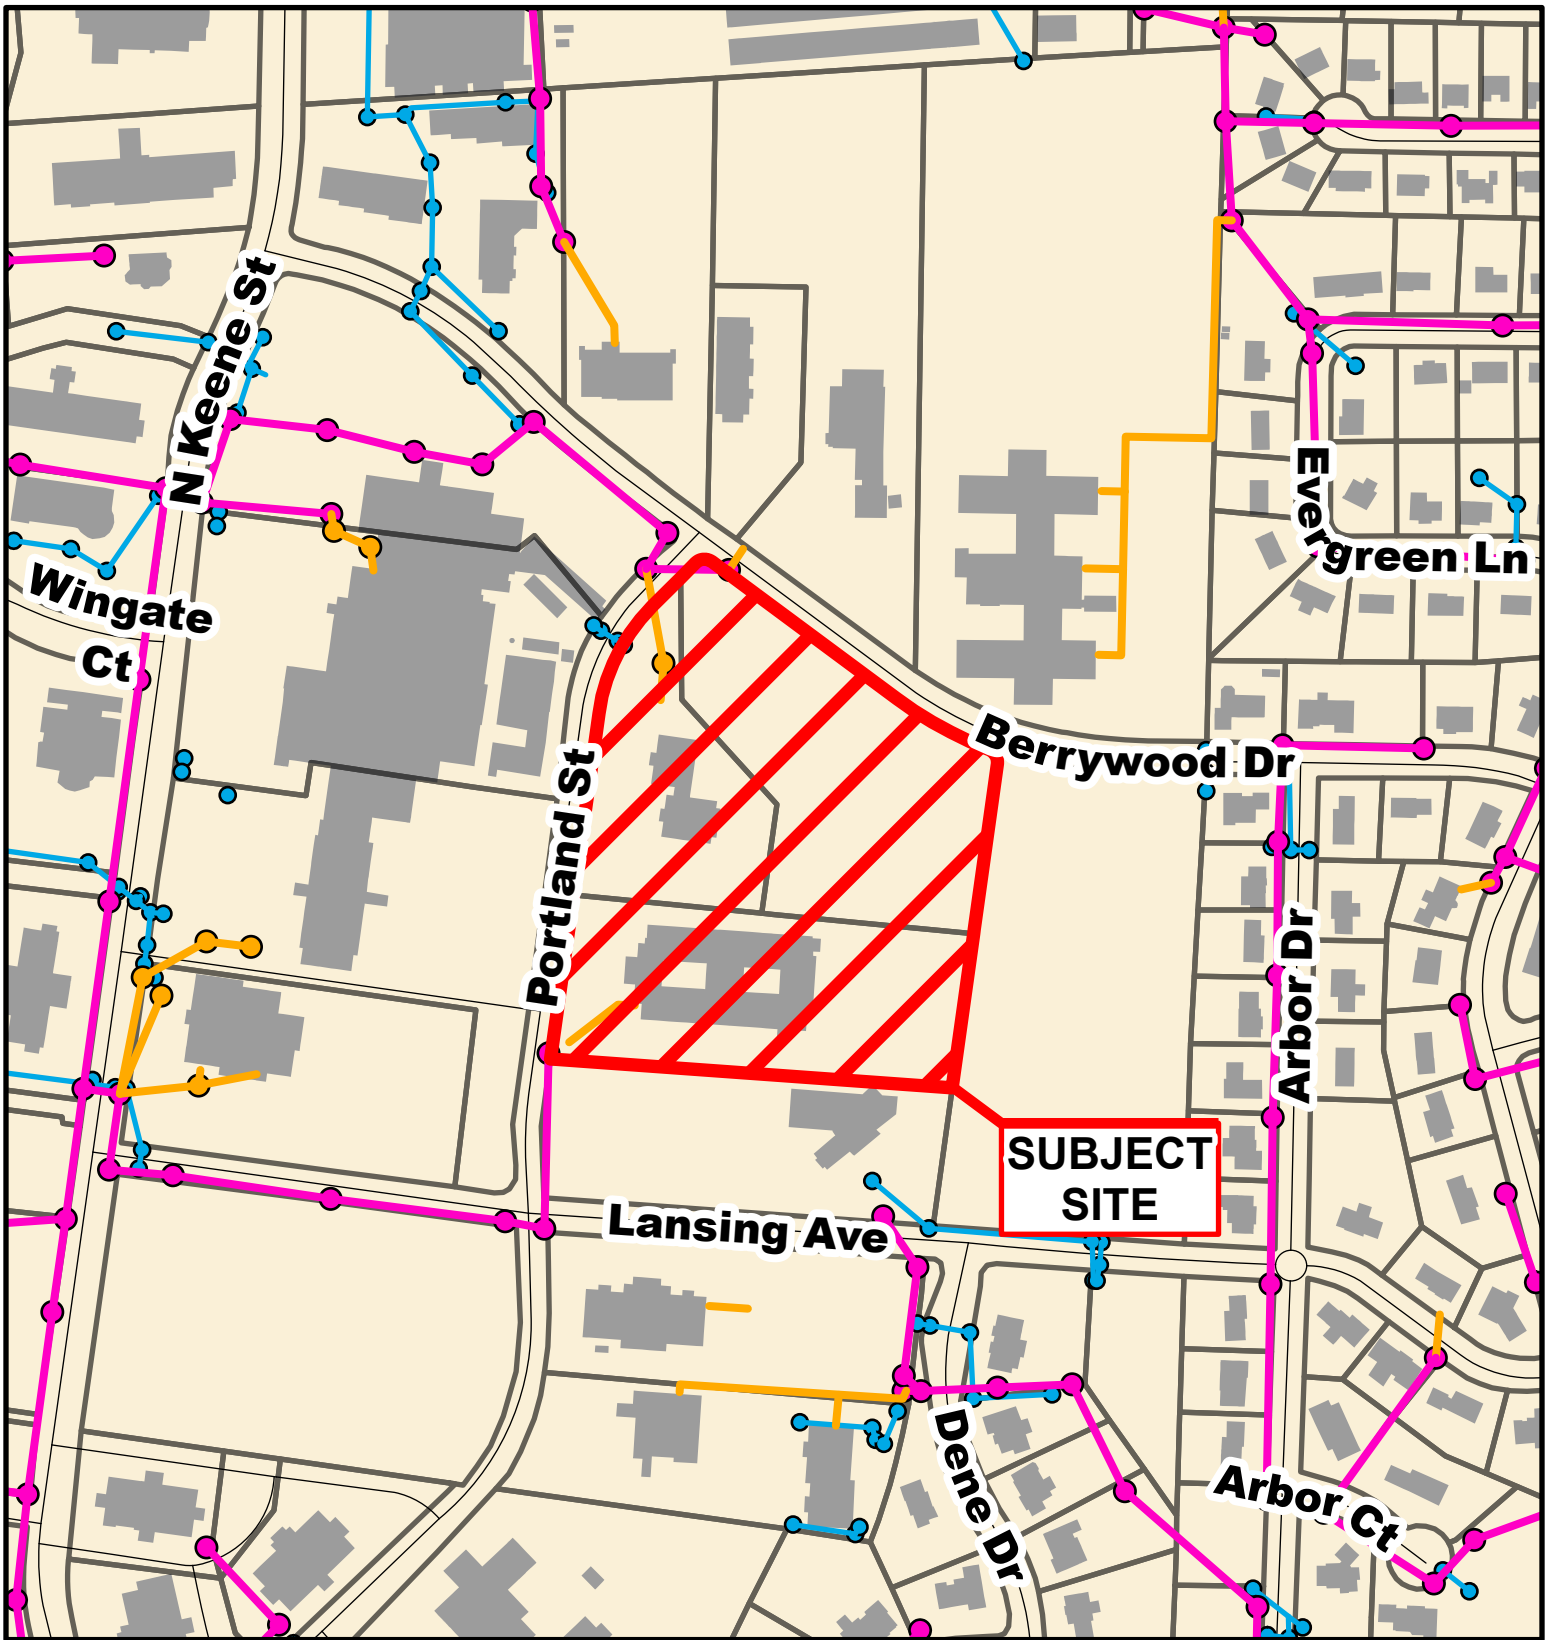 N Keene St
Wingate
Ct
Evergreen Ln
Berrywood Dr
Portland St
Arbor Dr
SUBJECT
SITE
Lansing Ave
Dene Dr
Arbor Ct